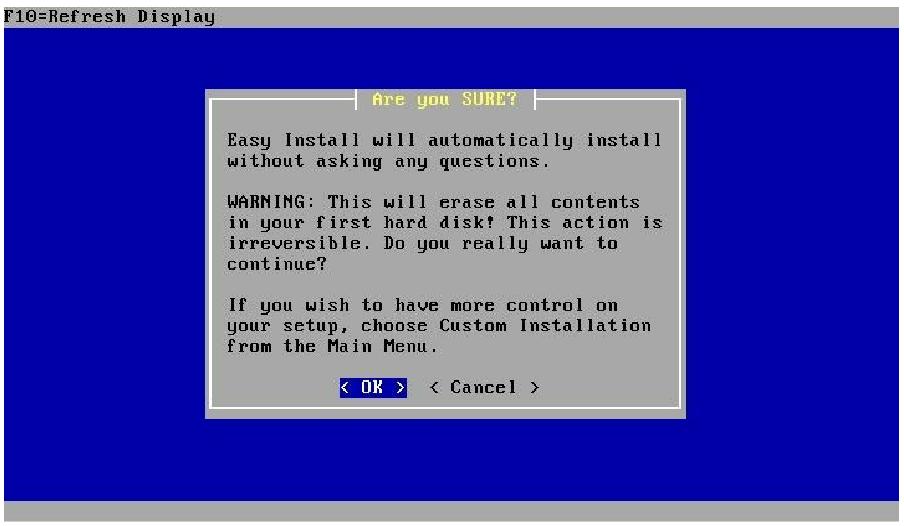 F10=Refresh Display
Are you SURE?
Easy Install will automatically install
without asking any questions.
WARNING: This will erase all contents
in your first hard disk! This action is
irreversible. Do you really want to
continue?
If you wish to have more control on
your setup, choose Custom Installation
from the Main Menu.
< OK > < Cancel >